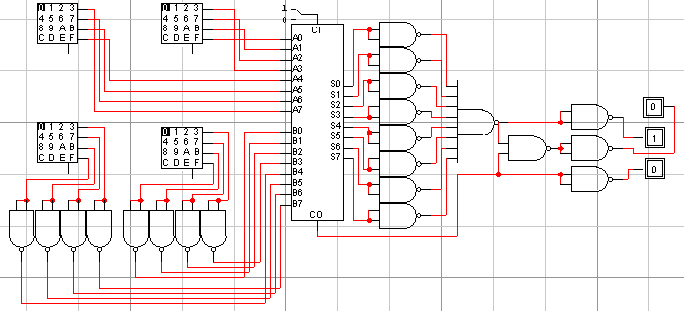 0 1 2 3
4 5 6 7
8 9 A B
C D E F
0 1 2 3
4 5 6 7
8 9 A B
C D E F
1
0
CI
A0
A1
A2
A3
A4
A5
A6
A7
B0
B1
B2
B3
B4
B5
B6
B7
S0
S1
S2
S3
S4
S5
S6
S7
CO
0 1 2 3
4 5 6 7
8 9 A B
C D E F
0 1 2 3
4 5 6 7
8 9 A B
C D E F
0
1
0